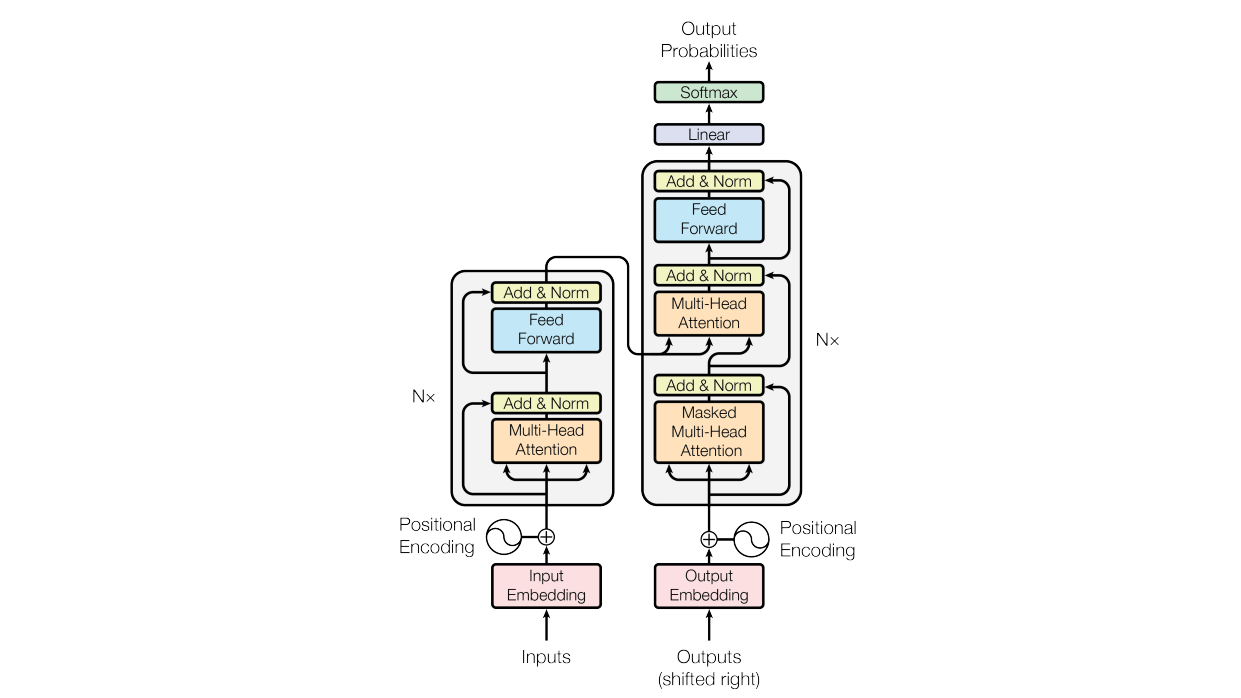 Output
Probabilities
Softmax
Linear
Add & Norm
Feed
Forward
Add & Norm
Multi-Head
Attention
N×
Add & Norm
Masked
Multi-Head
Attention
Add & Norm
Feed
Forward
N×
Add & Norm
Multi-Head
Attention
Positional
Encoding
Positional
Encoding
Input
Embedding
Output
Embedding
Inputs
Outputs
(shifted right)